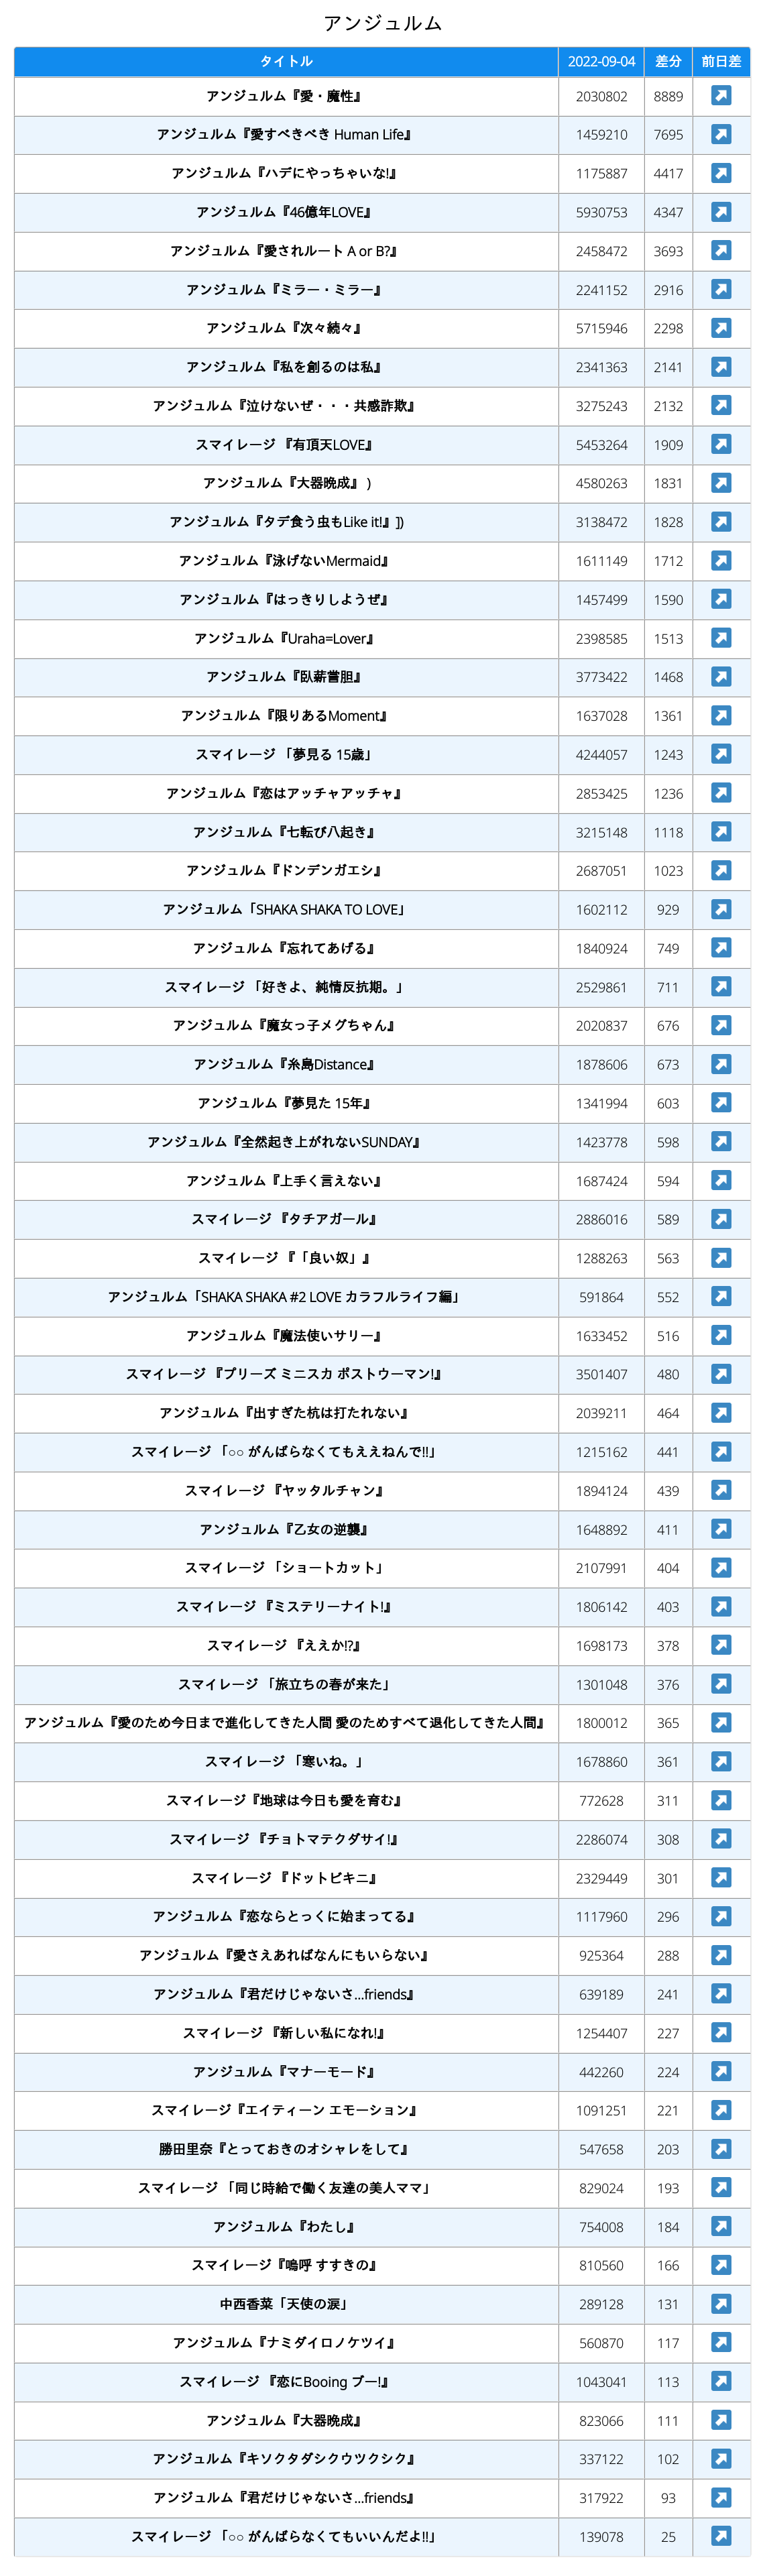 アンジュルム
タイトル 2022-09-04 差分 前日差
アンジュルム『愛・魔性』 2030802 8889
アンジュルム『愛すべきべき Human Life』 1459210 7695
アンジュルム『ハデにやっちゃいな!』 1175887 4417
アンジュルム『46億年LOVE』 5930753 4347
アンジュルム『愛されルート A or B?』 2458472 3693
アンジュルム『ミラー・ミラー』 2241152 2916
アンジュルム『次々続々』 5715946 2298
アンジュルム『私を創るのは私』 2341363 2141
アンジュルム『泣けないぜ・・・共感詐欺』 3275243 2132
スマイレージ 『有頂天LOVE』 5453264 1909
アンジュルム『大器晩成』 ) 4580263 1831
アンジュルム『タデ食う虫もLike it!』]) 3138472 1828
アンジュルム『泳げないMermaid』 1611149 1712
アンジュルム『はっきりしようぜ』 1457499 1590
アンジュルム『Uraha=Lover』 2398585 1513
アンジュルム『臥薪嘗胆』 3773422 1468
アンジュルム『限りあるMoment』 1637028 1361
スマイレージ 「夢見る 15歳」 4244057 1243
アンジュルム『恋はアッチャアッチャ』 2853425 1236
アンジュルム『七転び八起き』 3215148 1118
アンジュルム『ドンデンガエシ』 2687051 1023
アンジュルム「SHAKA SHAKA TO LOVE」 1602112 929
アンジュルム『忘れてあげる』 1840924 749
スマイレージ 「好きよ、純情反抗期。」 2529861 711
アンジュルム『魔女っ子メグちゃん』 2020837 676
アンジュルム『糸島Distance』 1878606 673
アンジュルム『夢見た 15年』 1341994 603
アンジュルム『全然起き上がれないSUNDAY』 1423778 598
アンジュルム『上手く言えない』 1687424 594
スマイレージ 『タチアガール』 2886016 589
スマイレージ 『「良い奴」』 1288263 563
アンジュルム「SHAKA SHAKA #2 LOVE カラフルライフ編」 591864 552
アンジュルム『魔法使いサリー』 1633452 516
スマイレージ 『プリーズ ミニスカ ポストウーマン!』 3501407 480
アンジュルム『出すぎた杭は打たれない』 2039211 464
スマイレージ 「○○ がんばらなくてもええねんで!!」 1215162 441
スマイレージ 『ヤッタルチャン』 1894124 439
アンジュルム『乙女の逆襲』 1648892 411
スマイレージ 「ショートカット」 2107991 404
スマイレージ 『ミステリーナイト!』 1806142 403
スマイレージ 『ええか!?』 1698173 378
スマイレージ 「旅立ちの春が来た」 1301048 376
アンジュルム『愛のため今日まで進化してきた人間 愛のためすべて退化してきた人間』 1800012 365
スマイレージ 「寒いね。」 1678860 361
スマイレージ『地球は今日も愛を育む』 772628 311
スマイレージ 『チョトマテクダサイ!』 2286074 308
スマイレージ 『ドットビキニ』 2329449 301
アンジュルム『恋ならとっくに始まってる』 1117960 296
アンジュルム『愛さえあればなんにもいらない』 925364 288
アンジュルム『君だけじゃないさ...friends』 639189 241
スマイレージ 『新しい私になれ!』 1254407 227
アンジュルム『マナーモード』 442260 224
スマイレージ『エイティーン エモーション』 1091251 221
勝田里奈『とっておきのオシャレをして』 547658 203
スマイレージ 「同じ時給で働く友達の美人ママ」 829024 193
アンジュルム『わたし』 754008 184
スマイレージ『嗚呼 すすきの』 810560 166
中西香菜「天使の涙」 289128 131
アンジュルム『ナミダイロノケツイ』 560870 117
スマイレージ 『恋にBooing ブー!』 1043041 113
アンジュルム『大器晩成』 823066 111
アンジュルム『キソクタダシクウツクシク』 337122 102
アンジュルム『君だけじゃないさ...friends』 317922 93
スマイレージ 「○○ がんばらなくてもいいんだよ!!」 139078 25